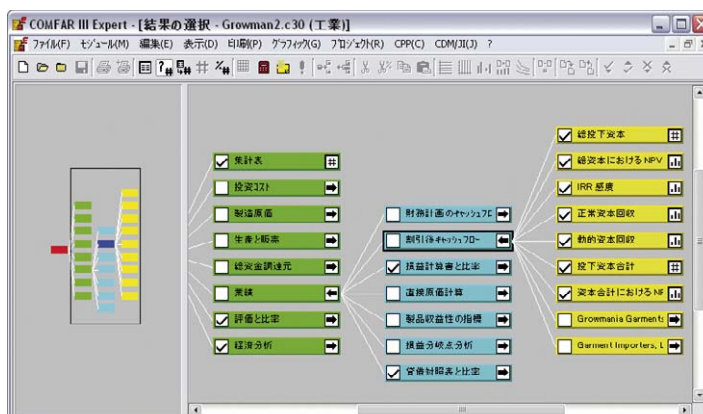 COMFAR III Expert - [結果の選択 - Growman2.c30 (工業)]
ファイル(F) モジュール(M) 編集(E) 表示(D) 印刷(P) グラフィック(G) プロジェクト(R) CPP(C) CDM/JI(J) ?
集計表
投資コスト
製造原価
生産と販売
総資金調達元
業績
評価と比率
経済分析
財務計画のキャッシュフロ
割引後キャッシュフロー
損益計算書と比率
直接原価計算
製品収益性の指標
損益分岐点分析
貸借対照表と比率
総投下資本
総資本における NPV
IRR 感度
正常資本回収
動的資本回収
投下資本合計
資本合計における NF
Growmania Garments
Garment Importers, L